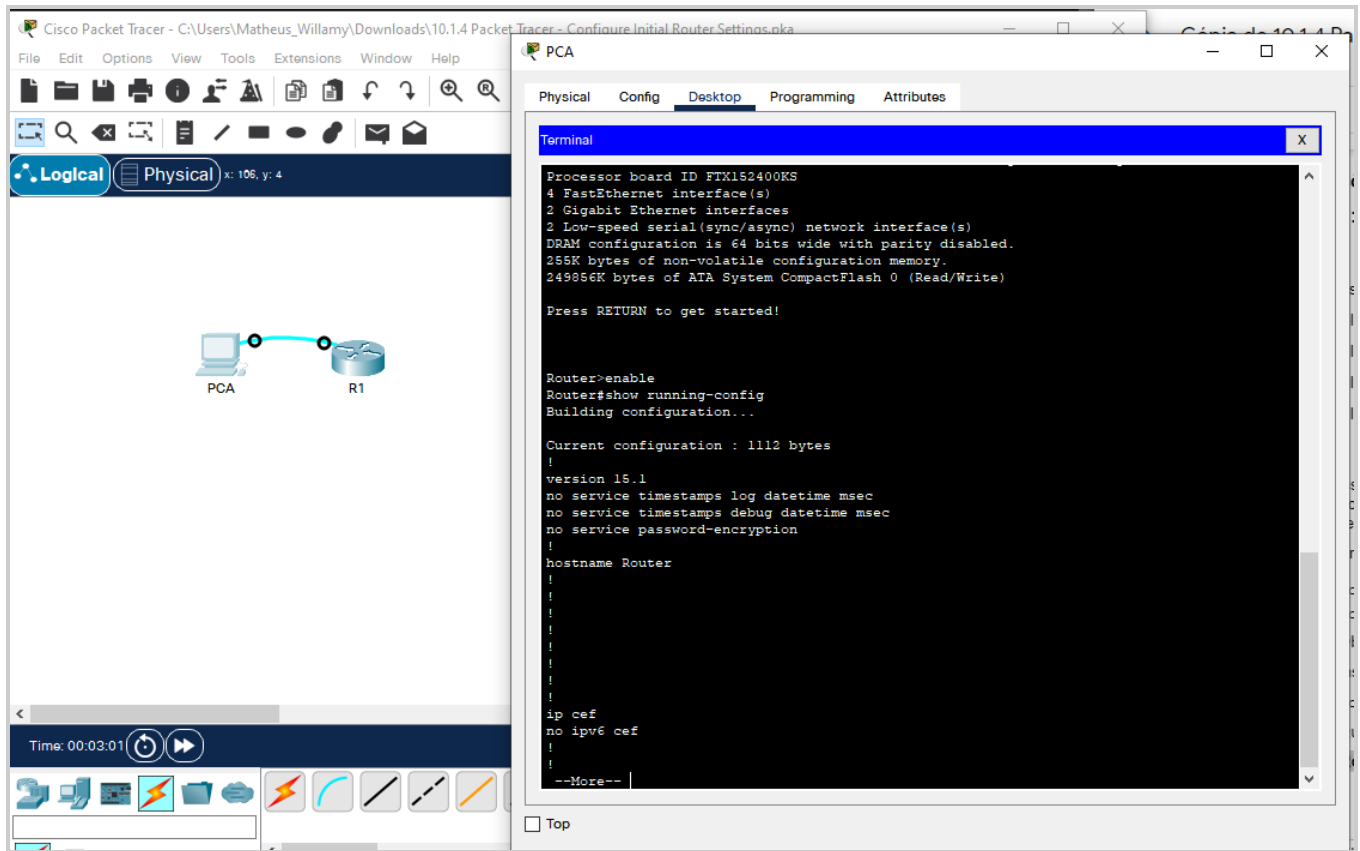 Cisco Packet Tracer - C:\Users\Matheus_Willamy\Downloads\10.1.4 Packet Tracer - Configure Initial Router Settings.pka
File Edit Options View Tools Extensions Window Help
Logical
Physical
x: 106, y: 4
PCA
R1
Time: 00:03:01
PCA
Physical Config Desktop Programming Attributes
Terminal
X
Processor board ID FTX152400KS
4 FastEthernet interface(s)
2 Gigabit Ethernet interfaces
2 Low-speed serial(sync/async) network interface(s)
DRAM configuration is 64 bits wide with parity disabled.
255K bytes of non-volatile configuration memory.
249856K bytes of ATA System CompactFlash 0 (Read/Write)
Press RETURN to get started!
Router>enable
Router#show running-config
Building configuration...
Current configuration : 1112 bytes
!
version 15.1
no service timestamps log datetime msec
no service timestamps debug datetime msec
no service password-encryption
!
hostname Router
!
!
!
!
!
!
!
!
ip cef
no ipv6 cef
!
!
--More--
Top